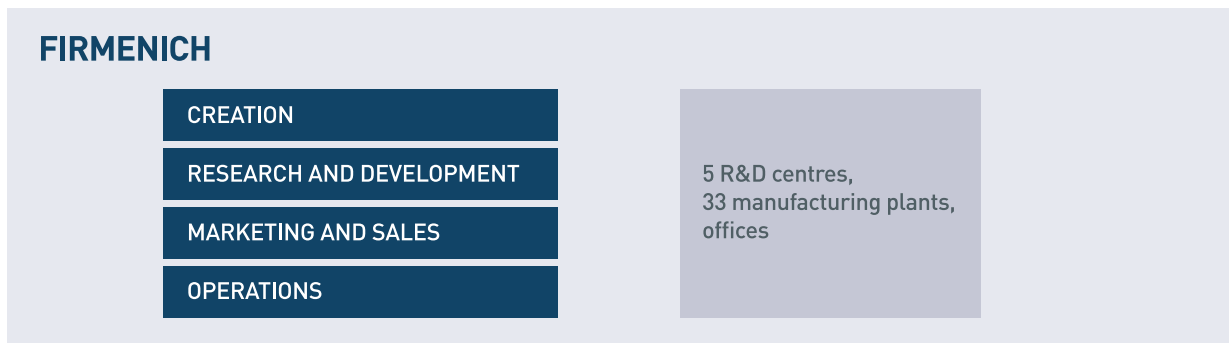 FIRMENICH
CREATION
RESEARCH AND DEVELOPMENT
MARKETING AND SALES
OPERATIONS
5 R&D centres,
33 manufacturing plants,
offices